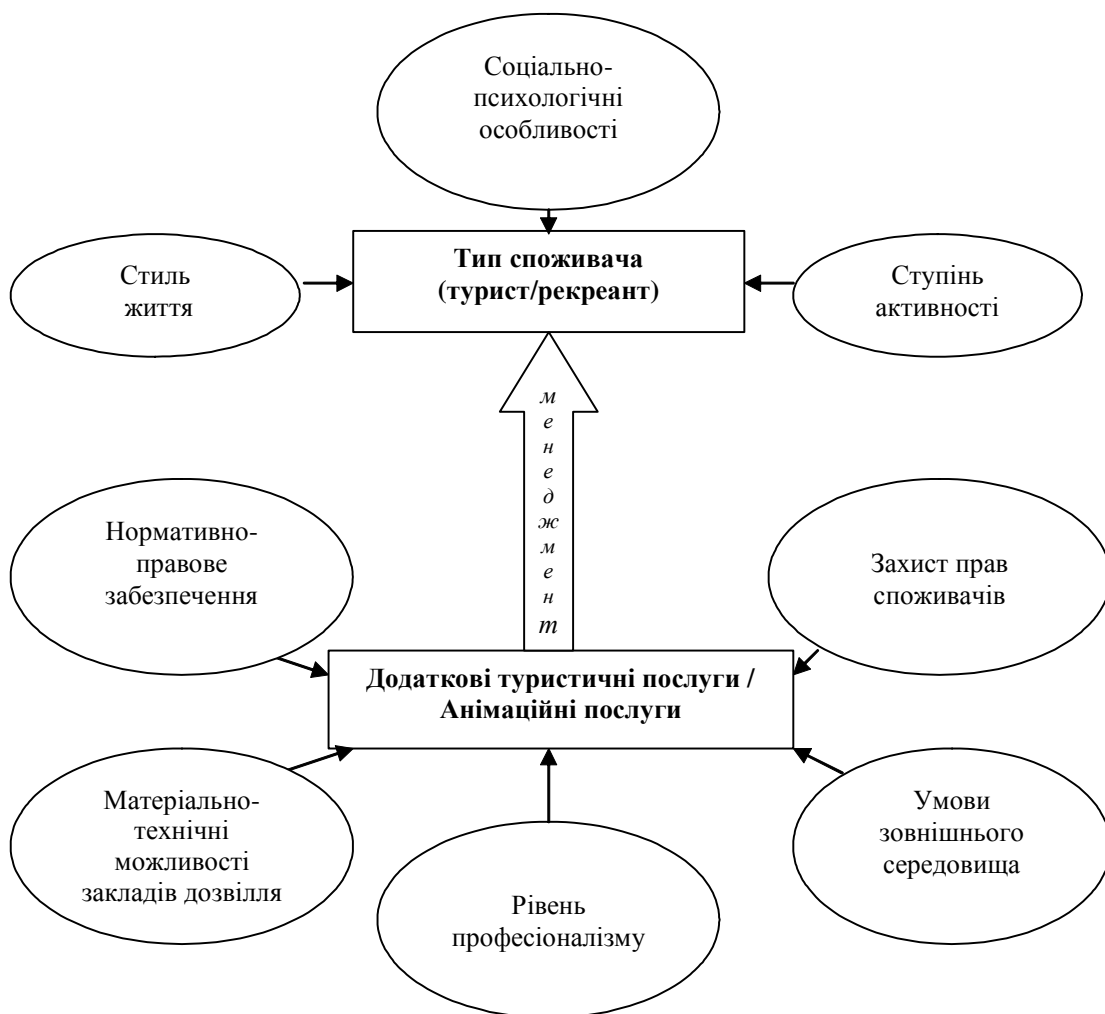 Соціально-
психологічні
особливості
Тип споживача
(турист/рекреант)
Стиль
життя
Ступінь
активності
менеджмент
Нормативно-
правове
забезпечення
Захист прав
споживачів
Додаткові туристичні послуги /
Анімаційні послуги
Матеріально-
технічні
можливості
закладів дозвілля
Рівень
професіоналізму
Умови
зовнішнього
середовища